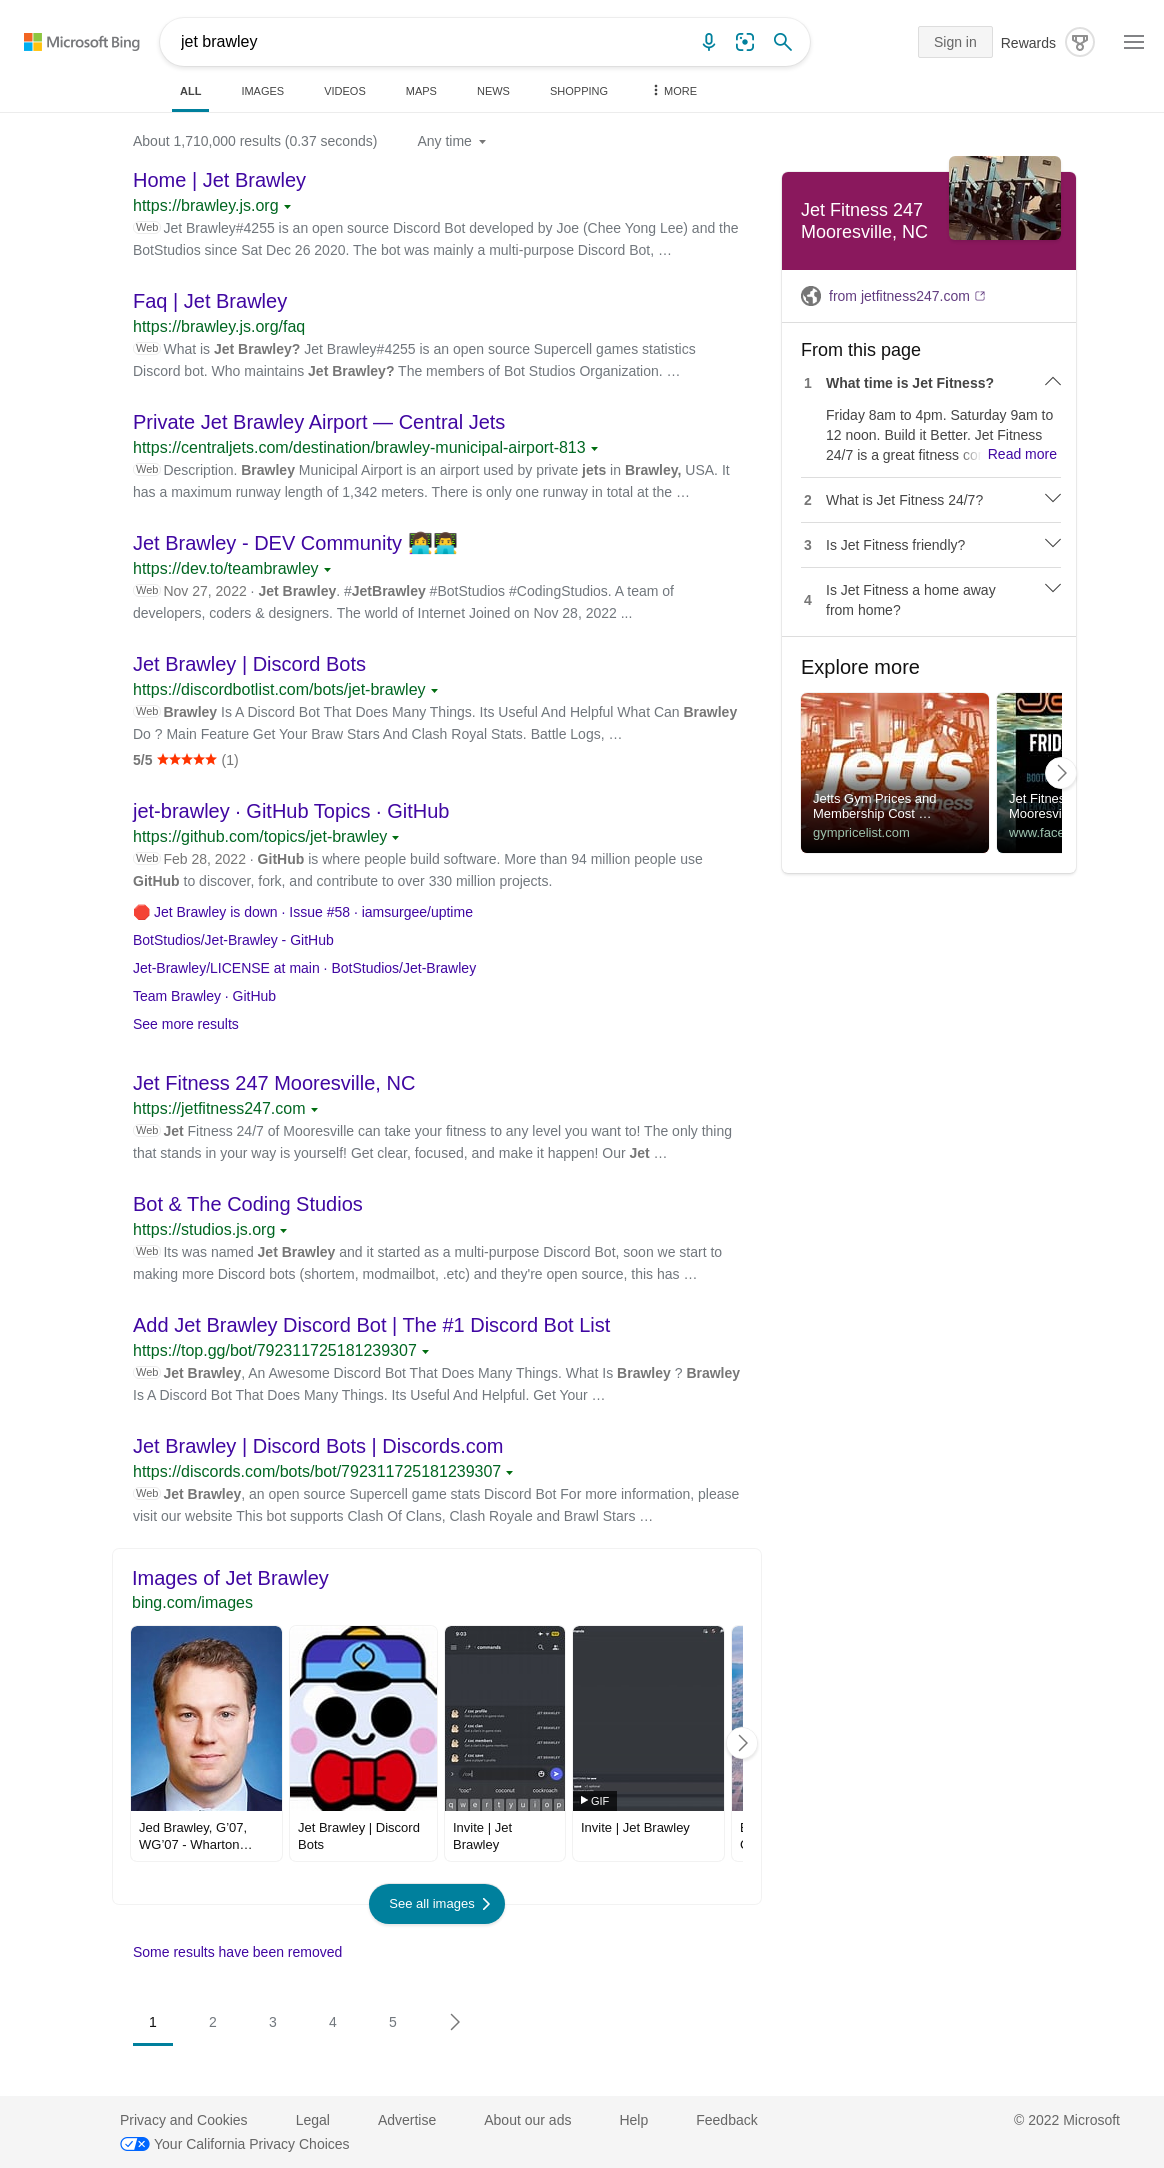 Microsoft Bing
jet brawley
Sign in
Rewards
ALL
IMAGES
VIDEOS
MAPS
NEWS
SHOPPING
MORE
About 1,710,000 results (0.37 seconds)
Any time
Home | Jet Brawley
https://brawley.js.org
Web Jet Brawley#4255 is an open source Discord Bot developed by Joe (Chee Yong Lee) and the
BotStudios since Sat Dec 26 2020. The bot was mainly a multi-purpose Discord Bot, …
Faq | Jet Brawley
https://brawley.js.org/faq
Web What is Jet Brawley? Jet Brawley#4255 is an open source Supercell games statistics
Discord bot. Who maintains Jet Brawley? The members of Bot Studios Organization. …
Private Jet Brawley Airport — Central Jets
https://centraljets.com/destination/brawley-municipal-airport-813
Web Description. Brawley Municipal Airport is an airport used by private jets in Brawley, USA. It
has a maximum runway length of 1,342 meters. There is only one runway in total at the …
Jet Brawley - DEV Community 👩‍💻👨‍💻
https://dev.to/teambrawley
Web Nov 27, 2022 · Jet Brawley. #JetBrawley #BotStudios #CodingStudios. A team of
developers, coders & designers. The world of Internet Joined on Nov 28, 2022 ...
Jet Brawley | Discord Bots
https://discordbotlist.com/bots/jet-brawley
Web Brawley Is A Discord Bot That Does Many Things. Its Useful And Helpful What Can Brawley
Do ? Main Feature Get Your Braw Stars And Clash Royal Stats. Battle Logs, …
5/5 ★★★★★ (1)
jet-brawley · GitHub Topics · GitHub
https://github.com/topics/jet-brawley
Web Feb 28, 2022 · GitHub is where people build software. More than 94 million people use
GitHub to discover, fork, and contribute to over 330 million projects.
🛑 Jet Brawley is down · Issue #58 · iamsurgee/uptime
BotStudios/Jet-Brawley - GitHub
Jet-Brawley/LICENSE at main · BotStudios/Jet-Brawley
Team Brawley · GitHub
See more results
Jet Fitness 247 Mooresville, NC
https://jetfitness247.com
Web Jet Fitness 24/7 of Mooresville can take your fitness to any level you want to! The only thing
that stands in your way is yourself! Get clear, focused, and make it happen! Our Jet …
Bot & The Coding Studios
https://studios.js.org
Web Its was named Jet Brawley and it started as a multi-purpose Discord Bot, soon we start to
making more Discord bots (shortem, modmailbot, .etc) and they're open source, this has …
Add Jet Brawley Discord Bot | The #1 Discord Bot List
https://top.gg/bot/792311725181239307
Web Jet Brawley, An Awesome Discord Bot That Does Many Things. What Is Brawley ? Brawley
Is A Discord Bot That Does Many Things. Its Useful And Helpful. Get Your …
Jet Brawley | Discord Bots | Discords.com
https://discords.com/bots/bot/792311725181239307
Web Jet Brawley, an open source Supercell game stats Discord Bot For more information, please
visit our website This bot supports Clash Of Clans, Clash Royale and Brawl Stars …
Images of Jet Brawley
bing.com/images
9:03
commands
/ coc profile
JET BRAWLEY
/ coc clan
JET BRAWLEY
/ coc members
JET BRAWLEY
/ coc save
JET BRAWLEY
/coc
"coc"
coconut
cockroach
q w e r t y u i o p
GIF
Jed Brawley, G’07,
WG’07 - Wharton…
Jet Brawley | Discord
Bots
Invite | Jet
Brawley
Invite | Jet Brawley
See all images
Some results have been removed
1
2
3
4
5
Jet Fitness 247
Mooresville, NC
from jetfitness247.com
From this page
1 What time is Jet Fitness?
Friday 8am to 4pm. Saturday 9am to
12 noon. Build it Better. Jet Fitness
24/7 is a great fitness co Read more
2 What is Jet Fitness 24/7?
3 Is Jet Fitness friendly?
4 Is Jet Fitness a home away
from home?
Explore more
jetts
24 hour fitness
Jetts Gym Prices and
Membership Cost …
gympricelist.com
FRID
BOOT
Jet Fitnes
Mooresvi
www.face
Privacy and Cookies
Legal
Advertise
About our ads
Help
Feedback
© 2022 Microsoft
Your California Privacy Choices